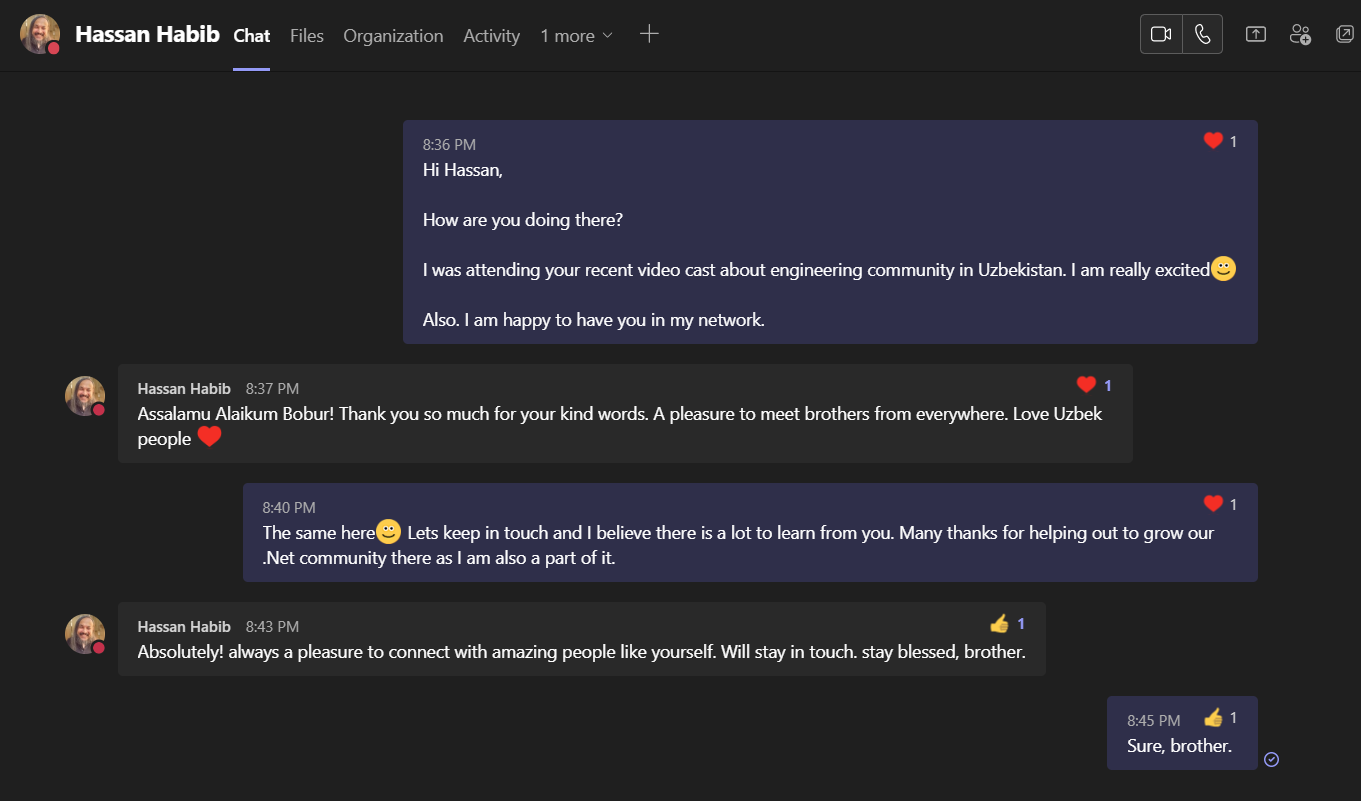 Hassan Habib Chat Files Organization Activity 1 more
8:36 PM 1
Hi Hassan,
How are you doing there?
I was attending your recent video cast about engineering community in Uzbekistan. I am really excited
Also. I am happy to have you in my network.
Hassan Habib 8:37 PM 1
Assalamu Alaikum Bobur! Thank you so much for your kind words. A pleasure to meet brothers from everywhere. Love Uzbek
people
8:40 PM 1
The same here Lets keep in touch and I believe there is a lot to learn from you. Many thanks for helping out to grow our
.Net community there as I am also a part of it.
Hassan Habib 8:43 PM 1
Absolutely! always a pleasure to connect with amazing people like yourself. Will stay in touch. stay blessed, brother.
8:45 PM 1
Sure, brother.